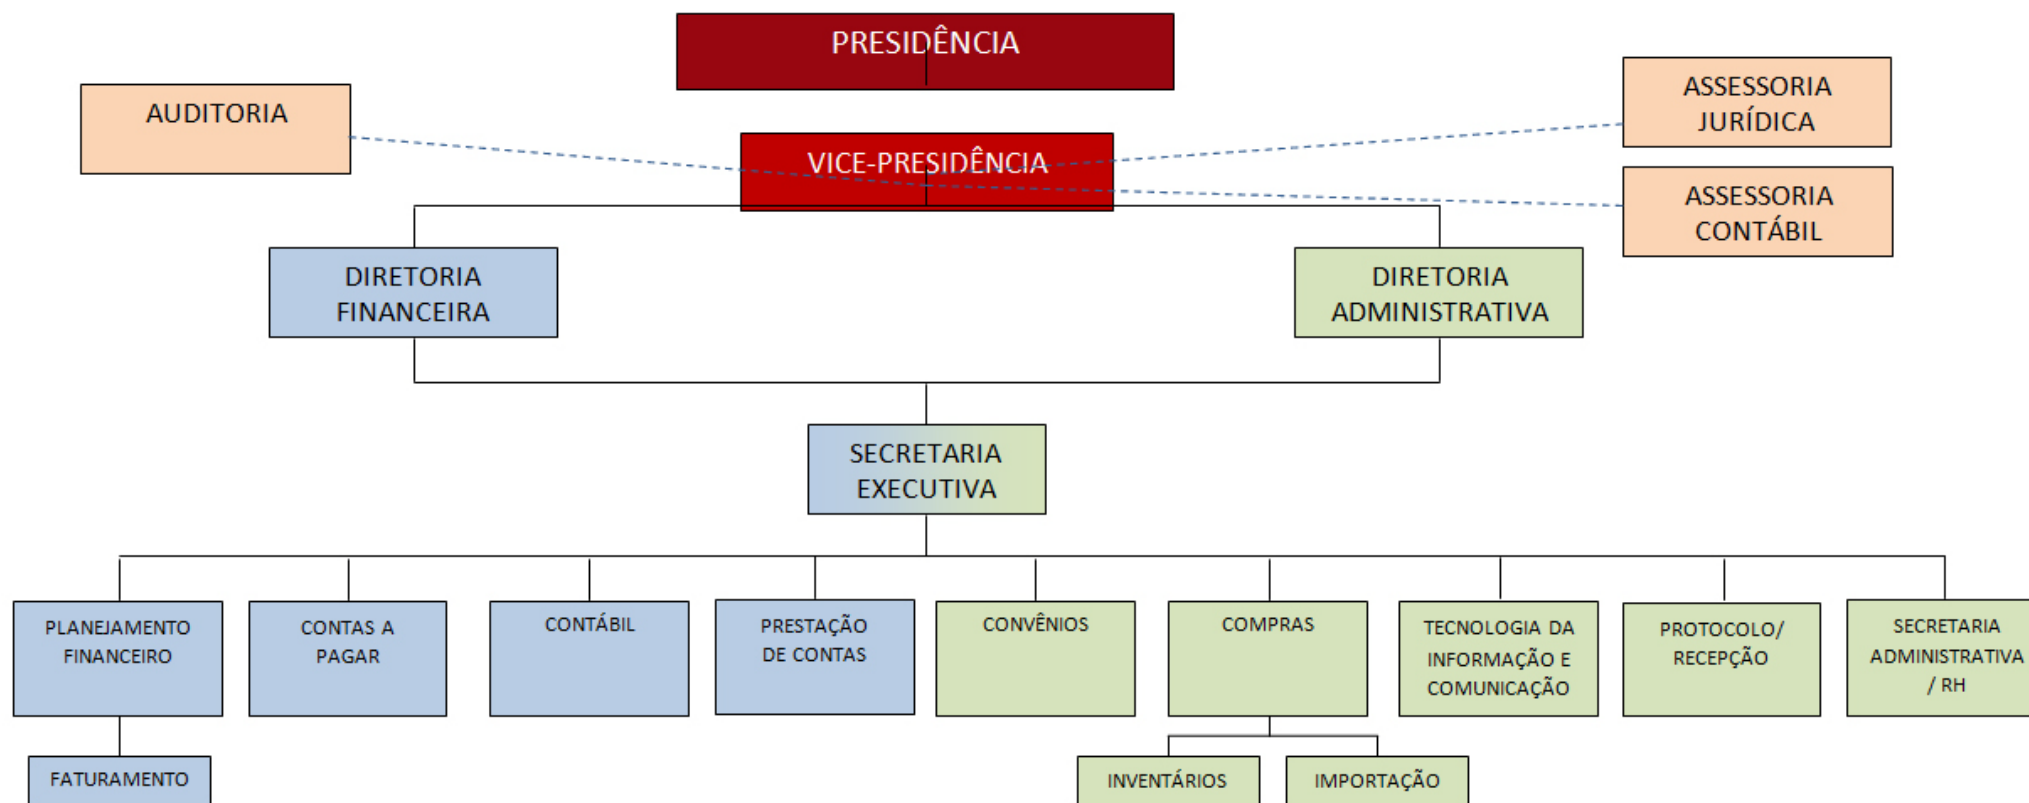 PRESIDÊNCIA
AUDITORIA
ASSESSORIA
JURÍDICA
VICE-PRESIDÊNCIA
ASSESSORIA
CONTÁBIL
DIRETORIA
FINANCEIRA
DIRETORIA
ADMINISTRATIVA
SECRETARIA
EXECUTIVA
PLANEJAMENTO
FINANCEIRO
CONTAS A
PAGAR
CONTÁBIL
PRESTAÇÃO
DE CONTAS
CONVÊNIOS
COMPRAS
TECNOLOGIA DA
INFORMAÇÃO E
COMUNICAÇÃO
PROTOCOLO/
RECEPÇÃO
SECRETARIA
ADMINISTRATIVA
/ RH
FATURAMENTO
INVENTÁRIOS
IMPORTAÇÃO